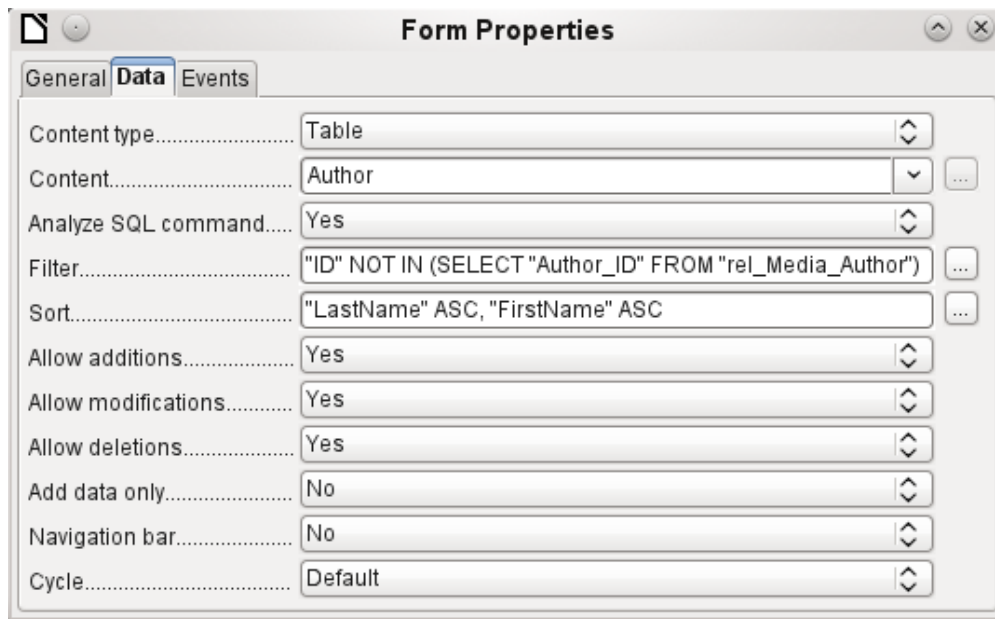 Form Properties
General Data Events
Content type........................ Table
Content................................ Author ...
Analyze SQL command..... Yes
Filter..................................... "ID" NOT IN (SELECT "Author_ID" FROM "rel_Media_Author") ...
Sort....................................... "LastName" ASC, "FirstName" ASC ...
Allow additions................... Yes
Allow modifications............ Yes
Allow deletions.................... Yes
Add data only....................... No
Navigation bar..................... No
Cycle.................................... Default